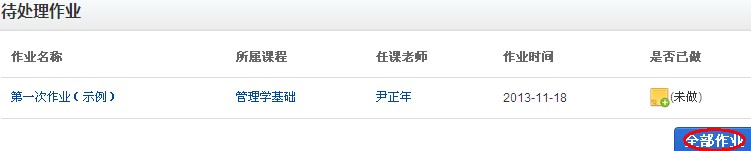 待处理作业
作业名称 所属课程 任课老师 作业时间 是否已做
第一次作业（示例） 管理学基础 尹正年 2013-11-18 (未做)
全部作业